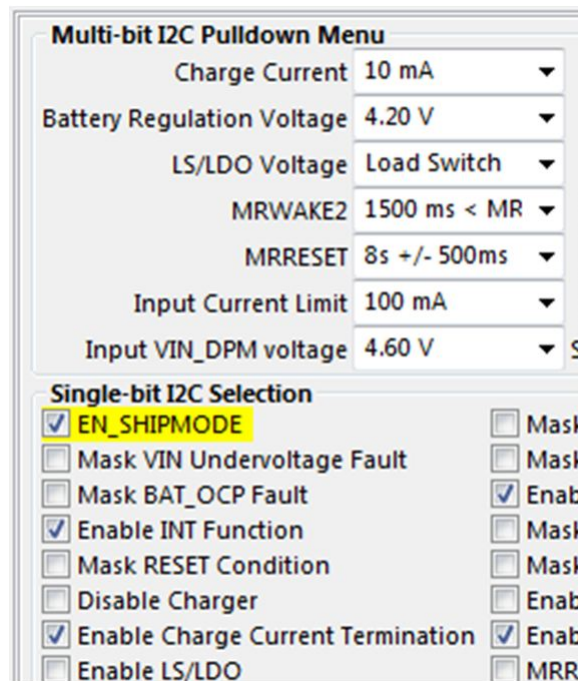 Multi-bit I2C Pulldown Menu
Charge Current 10 mA
Battery Regulation Voltage 4.20 V
LS/LDO Voltage Load Switch
MRWAKE2 1500 ms < MR
MRRESET 8s +/- 500ms
Input Current Limit 100 mA
Input VIN_DPM voltage 4.60 V S
Single-bit I2C Selection
EN_SHIPMODE Mask
Mask VIN Undervoltage Fault Mask
Mask BAT_OCP Fault Enab
Enable INT Function Mask
Mask RESET Condition Mask
Disable Charger Enab
Enable Charge Current Termination Enab
Enable LS/LDO MRR